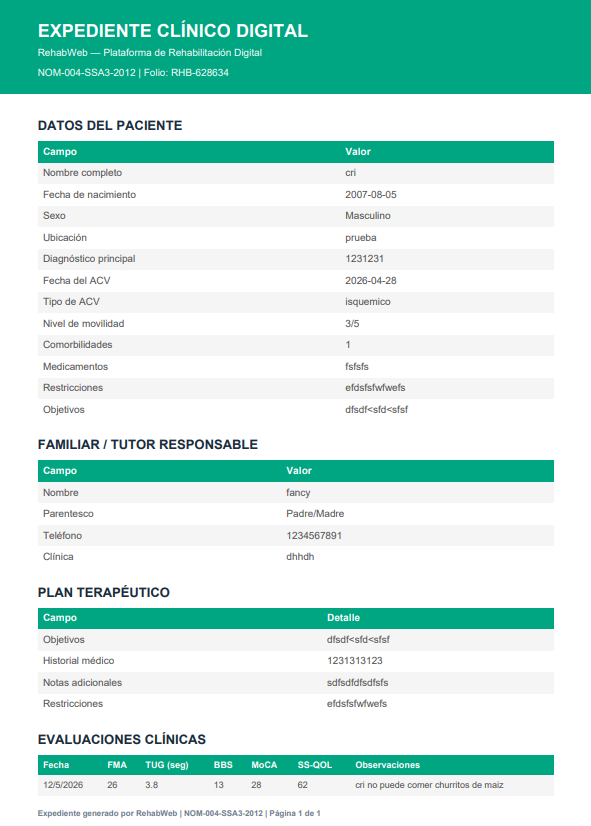 EXPEDIENTE CLÍNICO DIGITAL
RehabWeb — Plataforma de Rehabilitación Digital
NOM-004-SSA3-2012 | Folio: RHB-628634
DATOS DEL PACIENTE
Campo Valor
Nombre completo cri
Fecha de nacimiento 2007-08-05
Sexo Masculino
Ubicación prueba
Diagnóstico principal 1231231
Fecha del ACV 2026-04-28
Tipo de ACV isquemico
Nivel de movilidad 3/5
Comorbilidades 1
Medicamentos fsfsfs
Restricciones efdsfsfwfwefs
Objetivos dfsdf<sfd<sfsf
FAMILIAR / TUTOR RESPONSABLE
Campo Valor
Nombre fancy
Parentesco Padre/Madre
Teléfono 1234567891
Clínica dhhdh
PLAN TERAPÉUTICO
Campo Detalle
Objetivos dfsdf<sfd<sfsf
Historial médico 1231313123
Notas adicionales sdfsdfdfsdfsfs
Restricciones efdsfsfwfwefs
EVALUACIONES CLÍNICAS
Fecha FMA TUG (seg) BBS MoCA SS-QOL Observaciones
12/5/2026 26 3.8 13 28 62 cri no puede comer churritos de maiz
Expediente generado por RehabWeb | NOM-004-SSA3-2012 | Página 1 de 1